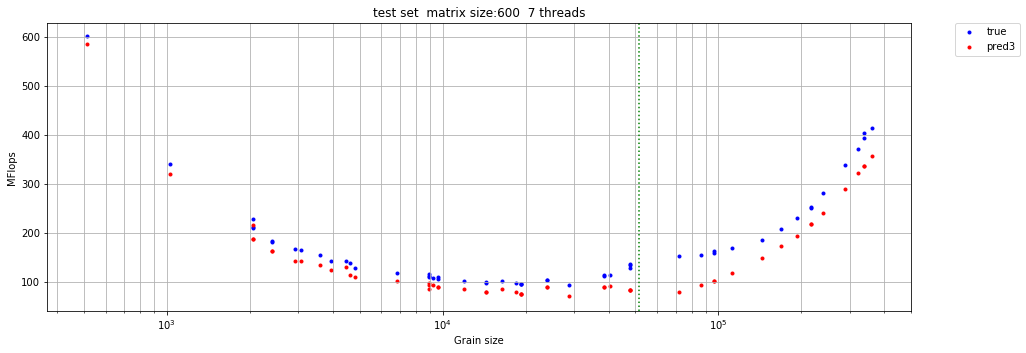 test set  matrix size:600  7 threads
true
pred3
MFlops
600
500
400
300
200
100
10³
10⁴
10⁵
Grain size